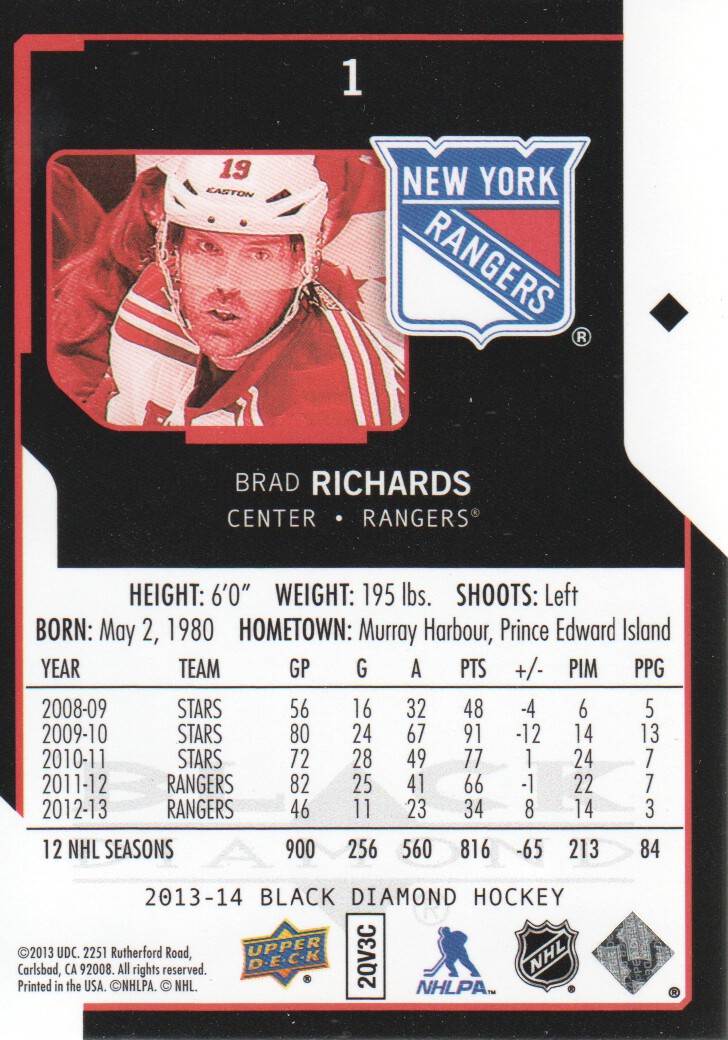 1
19
EASTON
NEW YORK
RANGERS
®
BRAD RICHARDS
CENTER • RANGERS®
HEIGHT: 6'0" WEIGHT: 195 lbs. SHOOTS: Left
BORN: May 2, 1980 HOMETOWN: Murray Harbour, Prince Edward Island
YEAR TEAM GP G A PTS +/- PIM PPG
2008-09 STARS 56 16 32 48 -4 6 5
2009-10 STARS 80 24 67 91 -12 14 13
2010-11 STARS 72 28 49 77 1 24 7
2011-12 RANGERS 82 25 41 66 -1 22 7
2012-13 RANGERS 46 11 23 34 8 14 3
BLACK
12 NHL SEASONS 900 256 560 816 -65 213 84
DIAMOND
®
2013-14 BLACK DIAMOND HOCKEY
©2013 UDC. 2251 Rutherford Road,
Carlsbad, CA 92008. All rights reserved.
Printed in the USA. ©NHLPA. © NHL.
UPPER
D·E·C·K
®
2QV3C
NHLPA™
NHL
®
®